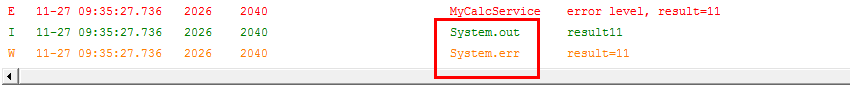 E 11-27 09:35:27.736 2026 2040 MyCalcService error level, result=11
I 11-27 09:35:27.736 2026 2040 System.out result11
W 11-27 09:35:27.736 2026 2040 System.err result=11